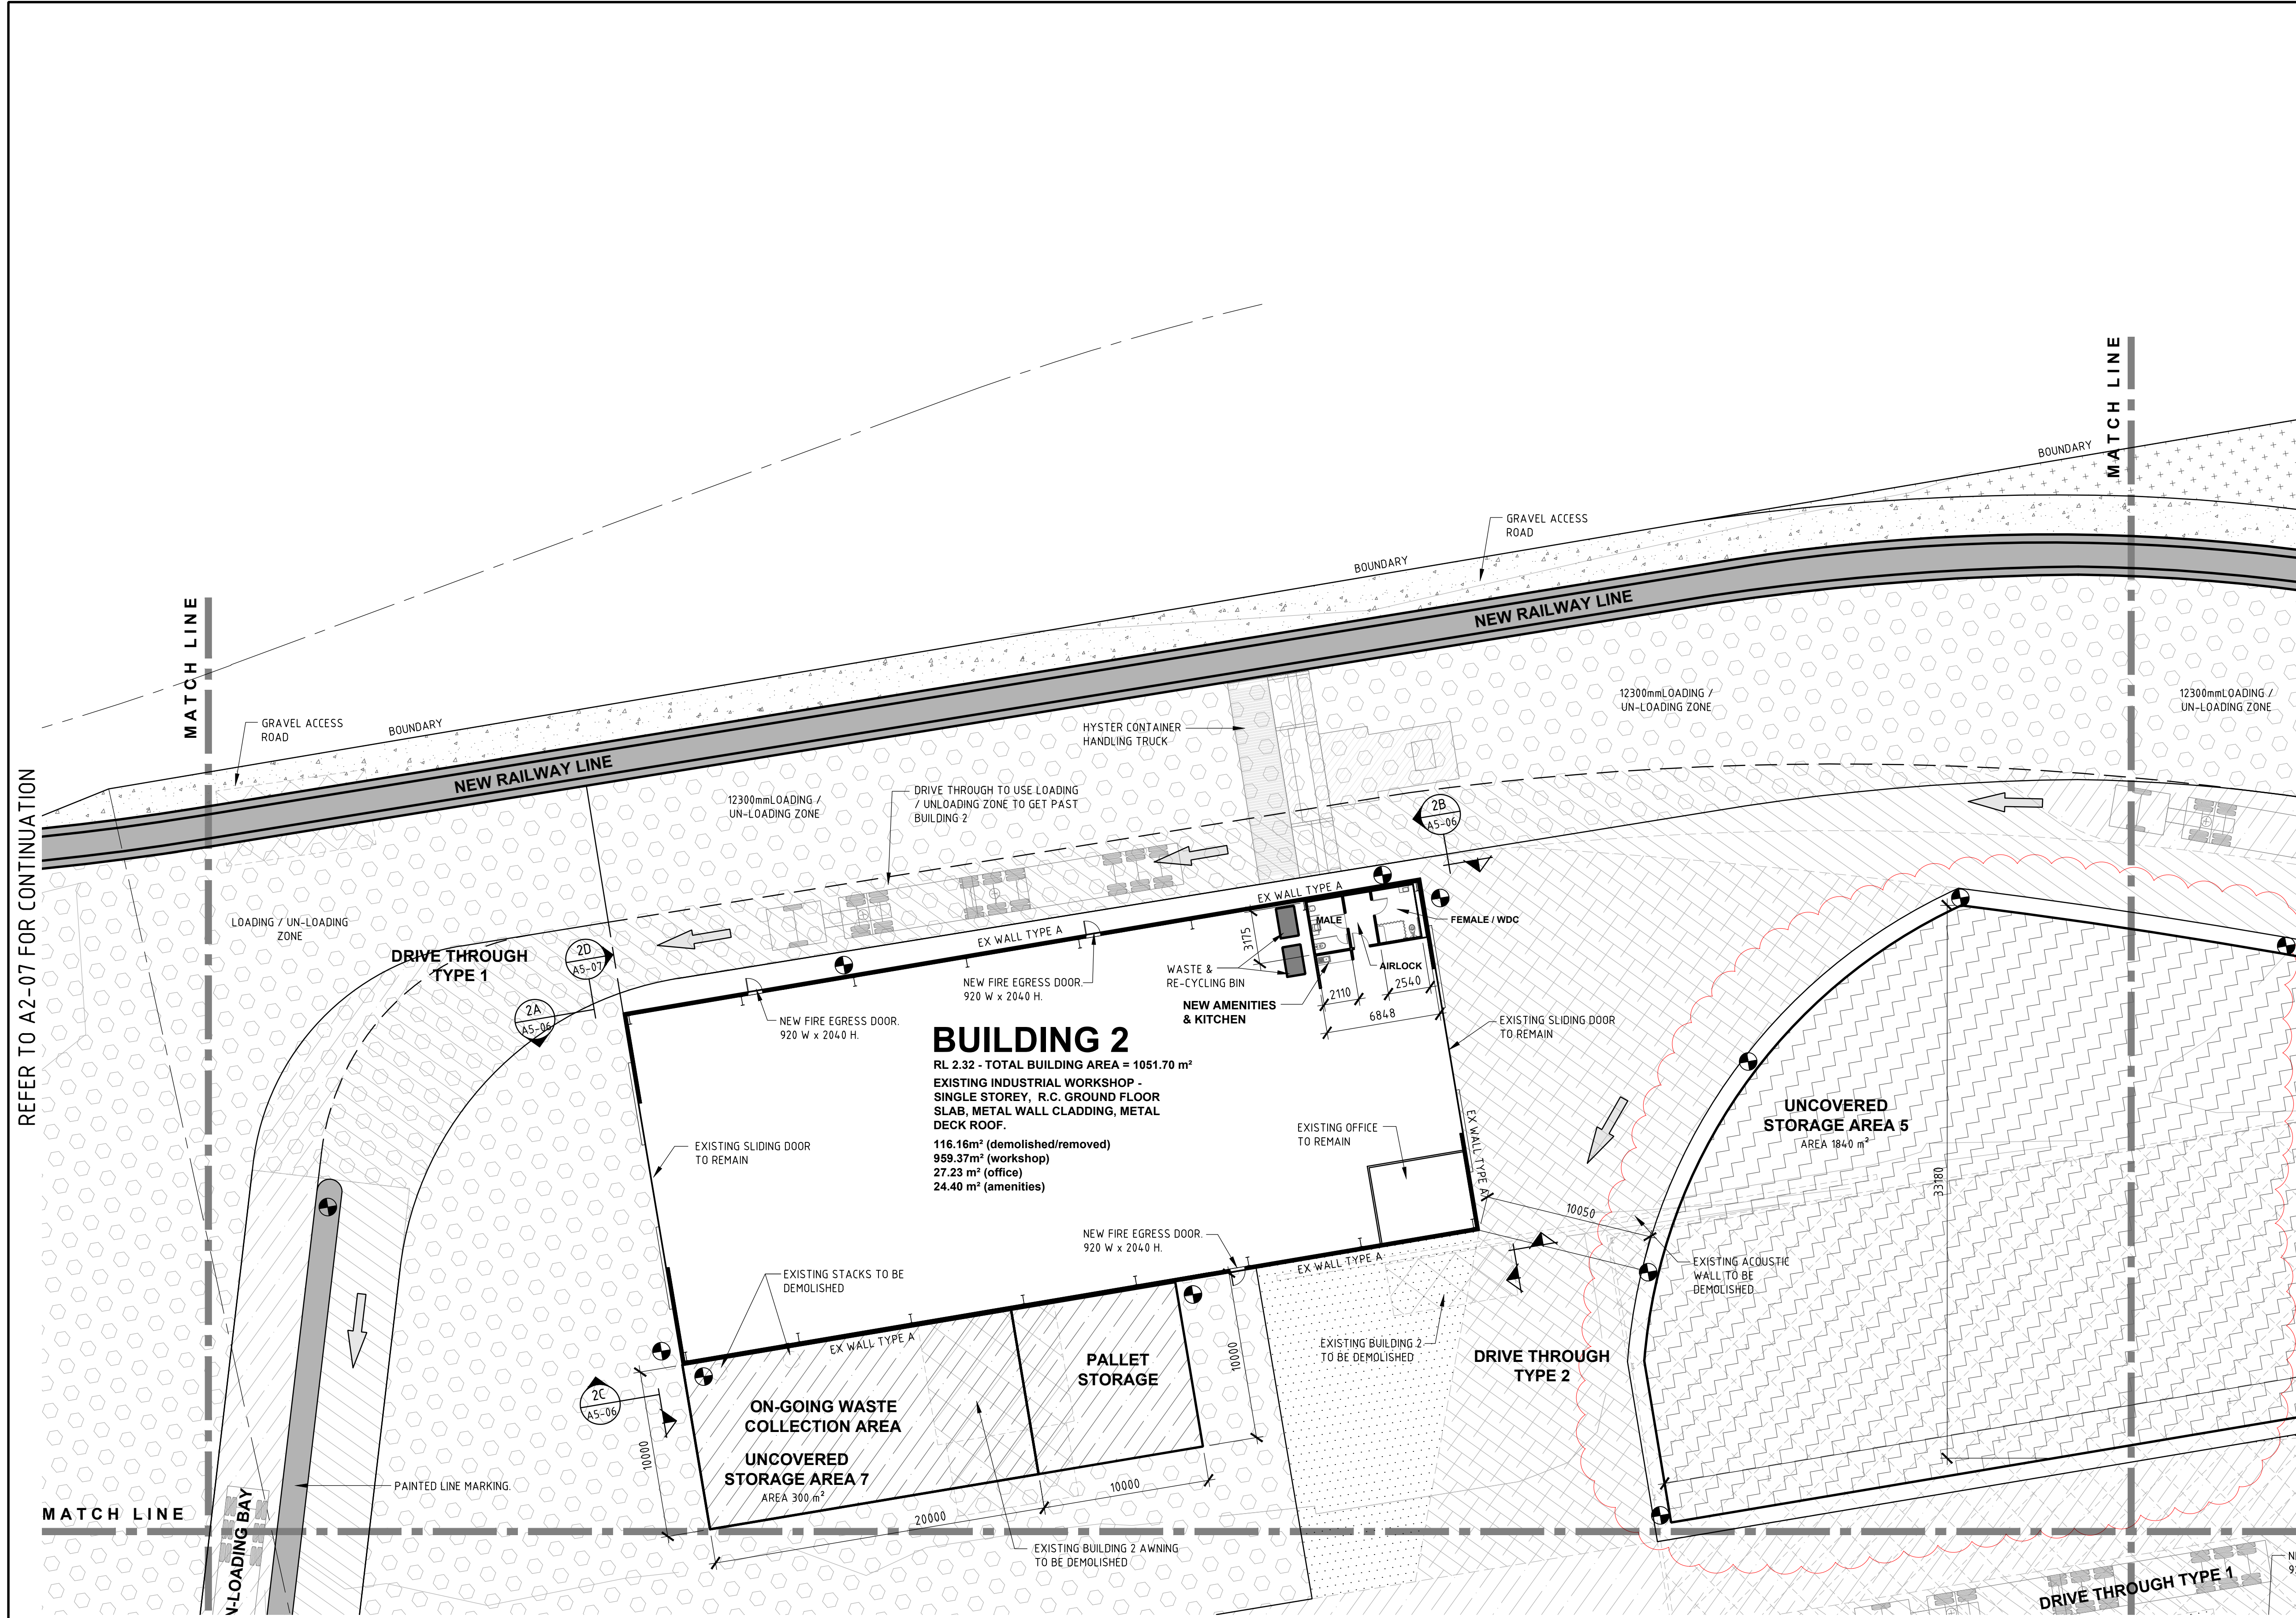 MATCH LINE
BOUNDARY
MATCH LINE
GRAVEL ACCESS
ROAD
BOUNDARY
NEW RAILWAY LINE
12300mmLOADING /
UN-LOADING ZONE
12300mmLOADING /
UN-LOADING ZONE
GRAVEL ACCESS
ROAD
BOUNDARY
HYSTER CONTAINER
HANDLING TRUCK
NEW RAILWAY LINE
REFER TO A2-07 FOR CONTINUATION
12300mmLOADING /
UN-LOADING ZONE
DRIVE THROUGH TO USE LOADING
/ UNLOADING ZONE TO GET PAST
BUILDING 2
2B
A5-06
LOADING / UN-LOADING
ZONE
DRIVE THROUGH
TYPE 1
2D
A5-07
2A
A5-06
EX WALL TYPE A
EX WALL TYPE A
MALE
FEMALE / WDC
AIRLOCK
3175
2110
2540
6848
WASTE &
RE-CYCLING BIN
NEW AMENITIES
& KITCHEN
NEW FIRE EGRESS DOOR.
920 W x 2040 H.
NEW FIRE EGRESS DOOR.
920 W x 2040 H.
EXISTING SLIDING DOOR
TO REMAIN
BUILDING 2
RL 2.32 - TOTAL BUILDING AREA = 1051.70 m²
EXISTING INDUSTRIAL WORKSHOP -
SINGLE STOREY, R.C. GROUND FLOOR
SLAB, METAL WALL CLADDING, METAL
DECK ROOF.
116.16m² (demolished/removed)
959.37m² (workshop)
27.23 m² (office)
24.40 m² (amenities)
EXISTING SLIDING DOOR
TO REMAIN
EXISTING OFFICE
TO REMAIN
EX WALL TYPE A
UNCOVERED
STORAGE AREA 5
AREA 1840 m²
33180
10050
NEW FIRE EGRESS DOOR.
920 W x 2040 H.
EX WALL TYPE A
EXISTING ACOUSTIC
WALL TO BE
DEMOLISHED
EXISTING STACKS TO BE
DEMOLISHED
EX WALL TYPE A
EXISTING BUILDING 2
TO BE DEMOLISHED
DRIVE THROUGH
TYPE 2
PALLET
STORAGE
10000
2C
A5-06
10000
ON-GOING WASTE
COLLECTION AREA
UNCOVERED
STORAGE AREA 7
AREA 300 m²
10000
20000
PAINTED LINE MARKING.
MATCH LINE
N-LOADING BAY
EXISTING BUILDING 2 AWNING
TO BE DEMOLISHED
DRIVE THROUGH TYPE 1